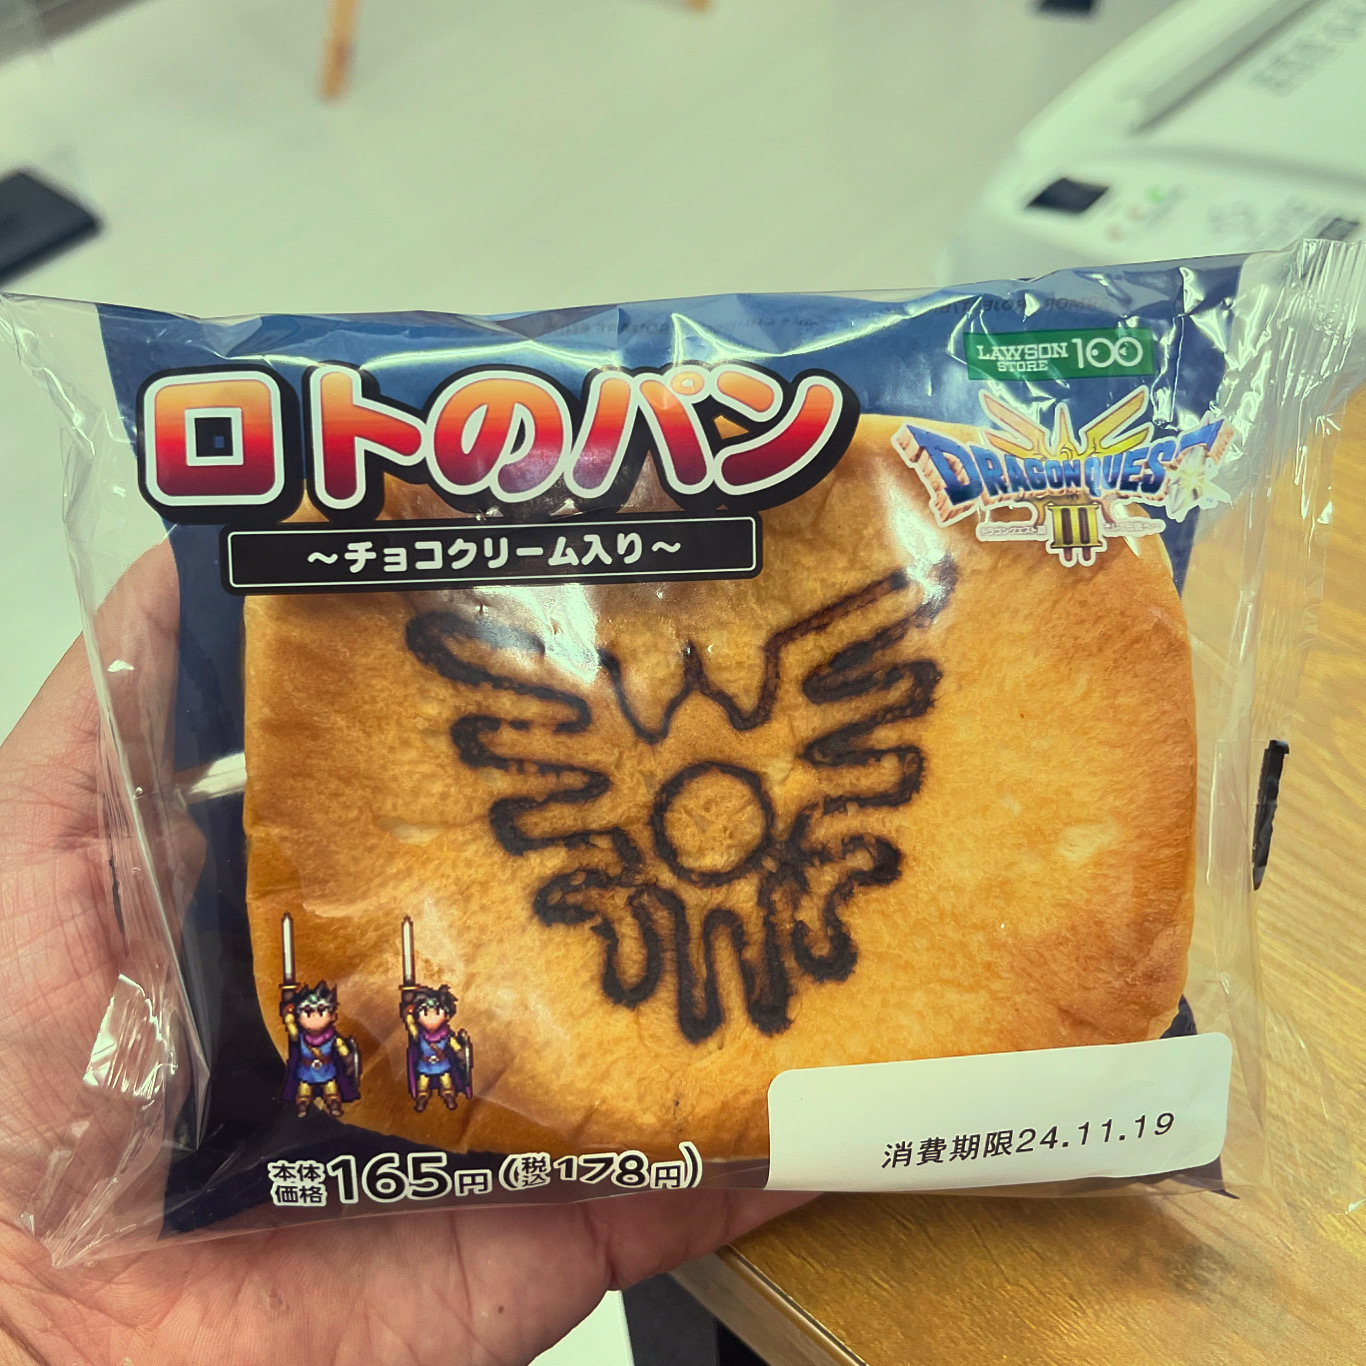 ロトのパン
～チョコクリーム入り～
LAWSON
STORE
100
DRAGON QUEST
III
本体
価格
165円(税込178円)
消費期限24.11.19